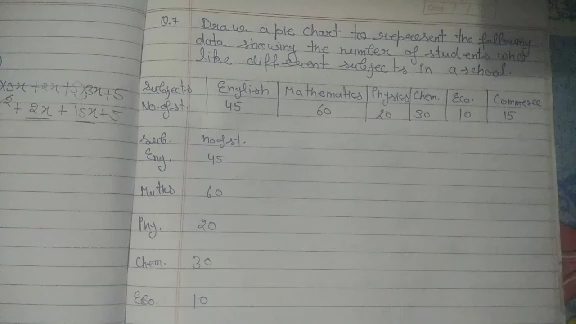 Q.7 Draw a pie chart to represent the following
data showing the number of students who
like different subjects in a school.
Subjects English Mathematics Physics Chem. Eco. Commerce
No.of st. 45 60 20 30 10 15
Sub. no of st.
Eng. 45
Maths 60
Phy. 20
Chem. 30
Eco. 10